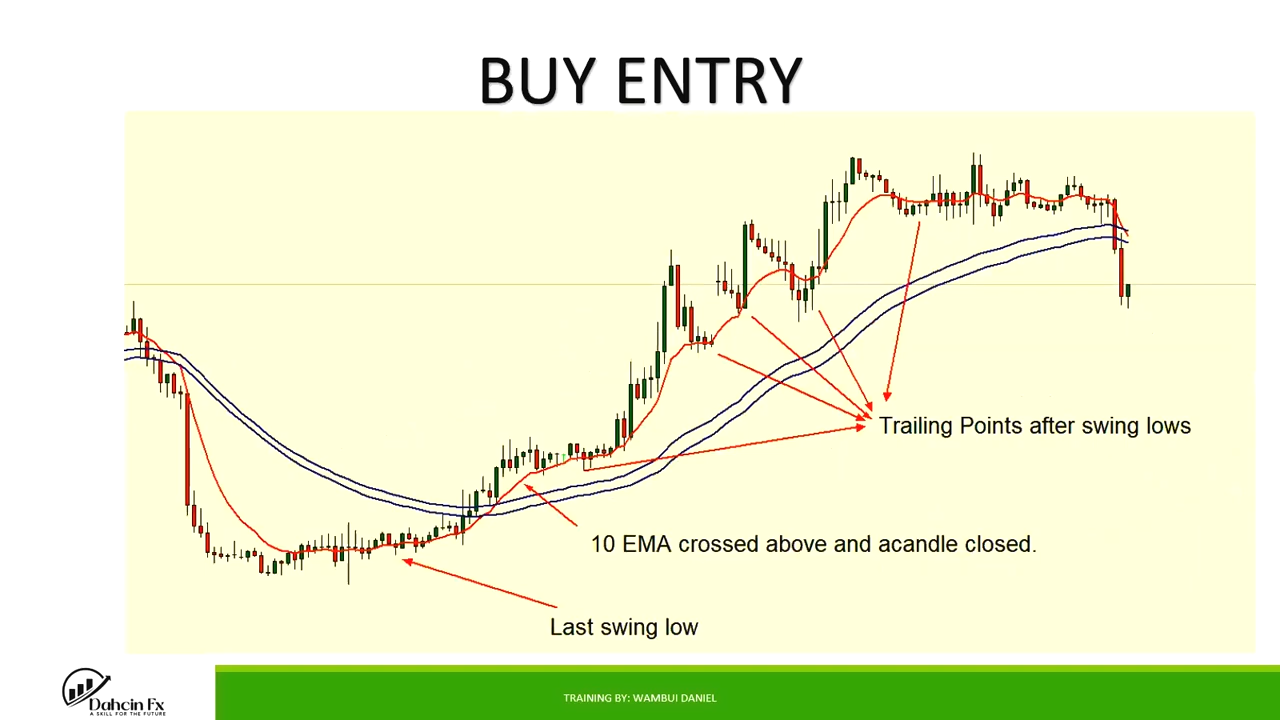 BUY ENTRY
Trailing Points after swing lows
10 EMA crossed above and acandle closed.
Last swing low
Dahcin Fx
A SKILL FOR THE FUTURE
TRAINING BY: WAMBUI DANIEL